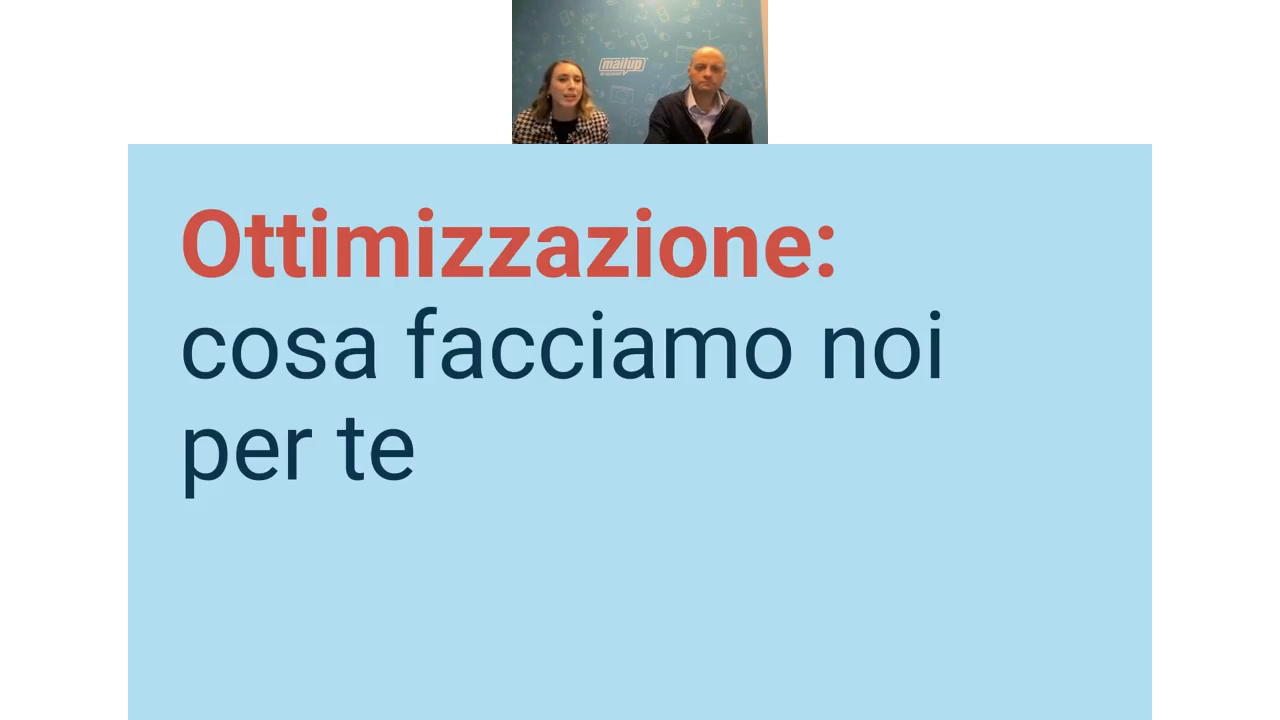 mailup
Ottimizzazione:
cosa facciamo noi
per te